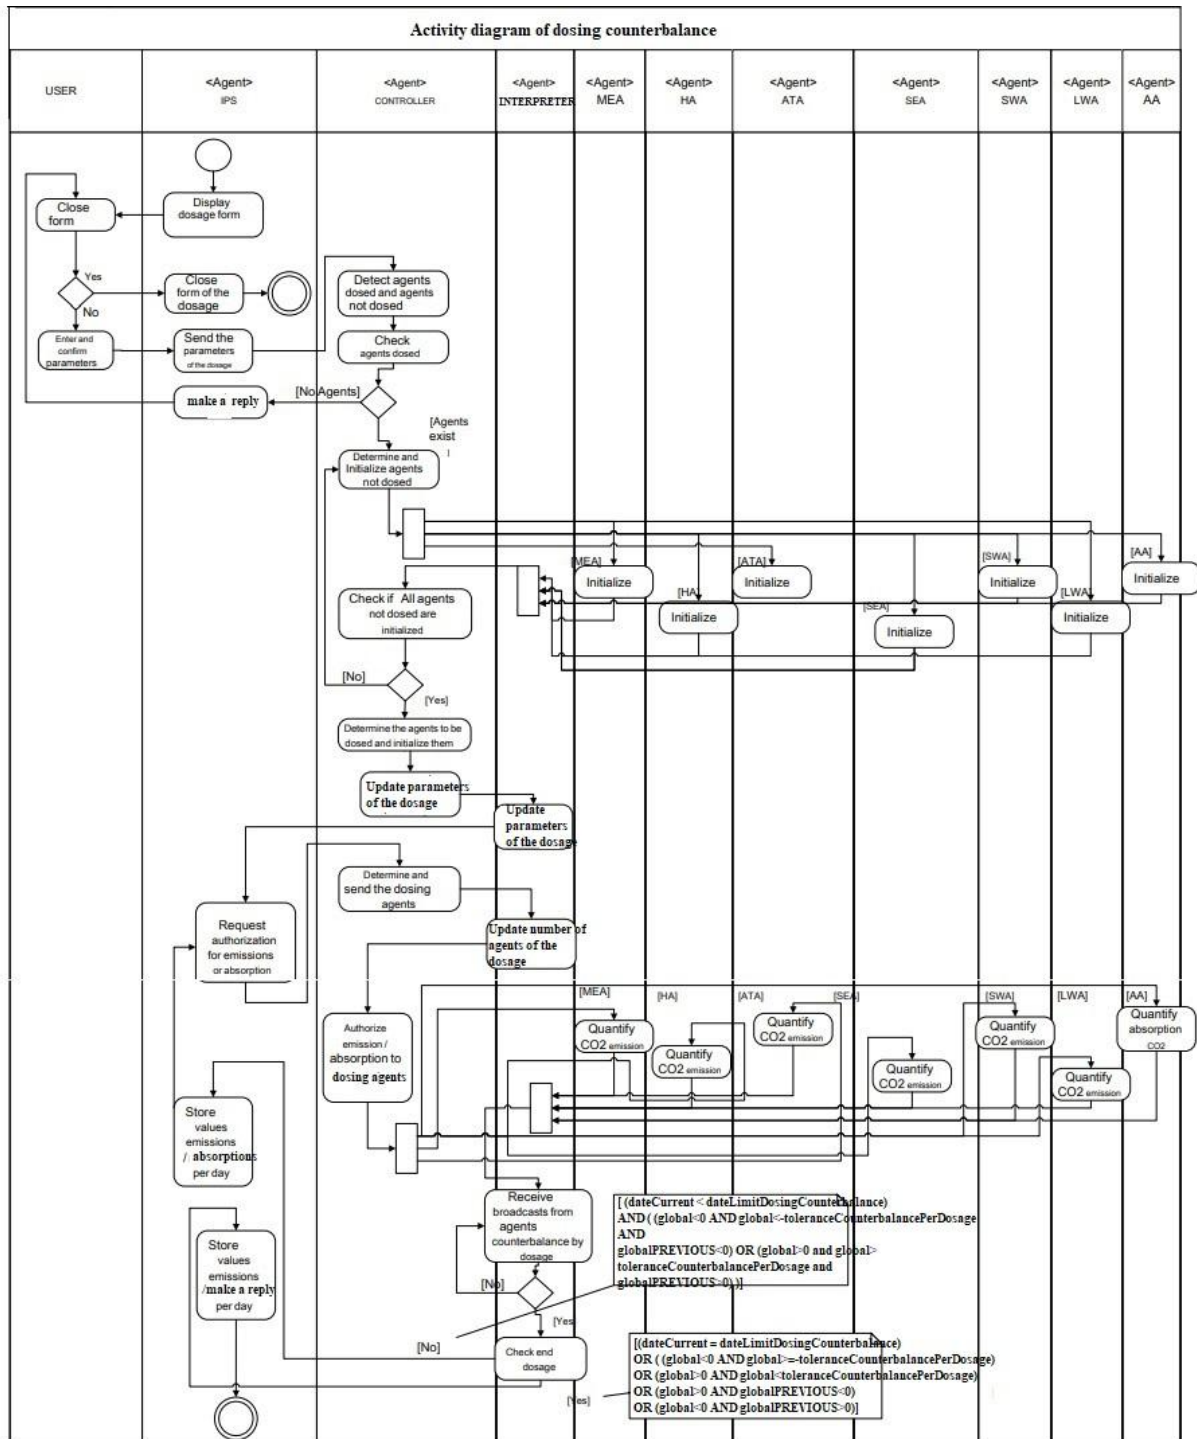 Activity diagram of dosing counterbalance
USER
<Agent>
IPS
<Agent>
CONTROLLER
<Agent>
INTERPRETER
<Agent>
MEA
<Agent>
HA
<Agent>
ATA
<Agent>
SEA
<Agent>
SWA
<Agent>
LWA
<Agent>
AA
Display
dosage form
Close
form
Yes
No
Close
form of the
dosage
Detect agents
dosed and agents
not dosed
Enter and
confirm
parameters
Send the
parameters
of the dosage
Check
agents dosed
make a reply
[No Agents]
[Agents
exist
]
Determine and
Initialize agents
not dosed
[MEA]
Initialize
[HA]
Initialize
[ATA]
Initialize
[SEA]
Initialize
[SWA]
Initialize
[LWA]
Initialize
[AA]
Initialize
Check if All agents
not dosed are
initialized
[No]
[Yes]
Determine the agents to be
dosed and initialize them
Update parameters
of the dosage
Update
parameters
of the dosage
Determine and
send the dosing
agents
Request
authorization
for emissions
or absorption
Update number of
agents of the
dosage
[MEA]
[HA]
[ATA]
[SEA]
[SWA]
[LWA]
[AA]
Authorize
emission /
absorption to
dosing agents
Quantify
CO2 emission
Quantify
CO2 emission
Quantify
CO2 emission
Quantify
CO2 emission
Quantify
CO2 emission
Quantify
CO2 emission
Quantify
absorption
CO2
Store
values
emissions
/ absorptions
per day
Receive
broadcasts from
agents
counterbalance by
dosage
[ (dateCurrent < dateLimitDosingCounterbalance)
AND ( (global<0 AND global<-toleranceCounterbalancePerDosage
AND
globalPREVIOUS<0) OR (global>0 and global>
toleranceCounterbalancePerDosage and
globalPREVIOUS>0) )]
Store
values
emissions
/make a reply
per day
[No]
[Yes
[No]
Check end
dosage
[Yes]
[(dateCurrent = dateLimitDosingCounterbalance)
OR ( (global<0 AND global>=-toleranceCounterbalancePerDosage)
OR (global>0 AND global<toleranceCounterbalancePerDosage)
OR (global>0 AND globalPREVIOUS<0)
OR (global<0 AND globalPREVIOUS>0)]